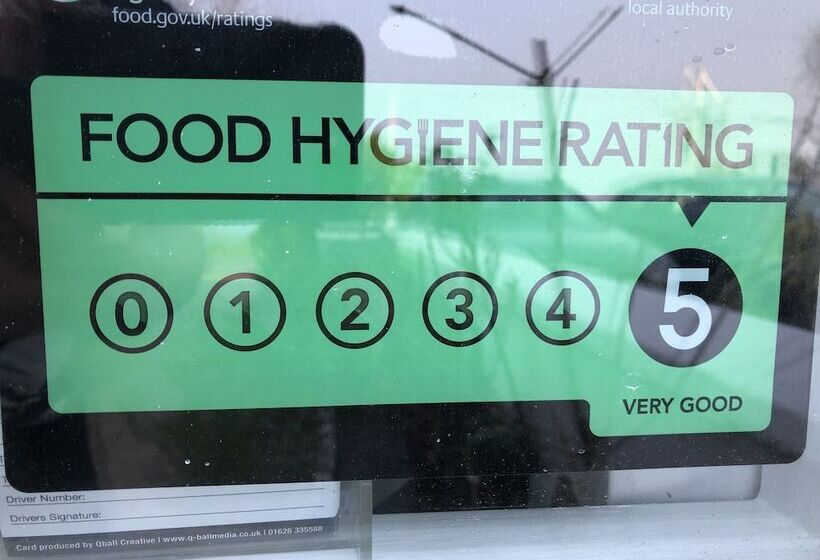 food.gov.uk/ratings
local authority
FOOD HYGIENE RATING
0 1 2 3 4 5
VERY GOOD
Driver Number:
Drivers Signature:
Card produced by Qball Creative | www.q-ballmedia.co.uk | 01626 335588